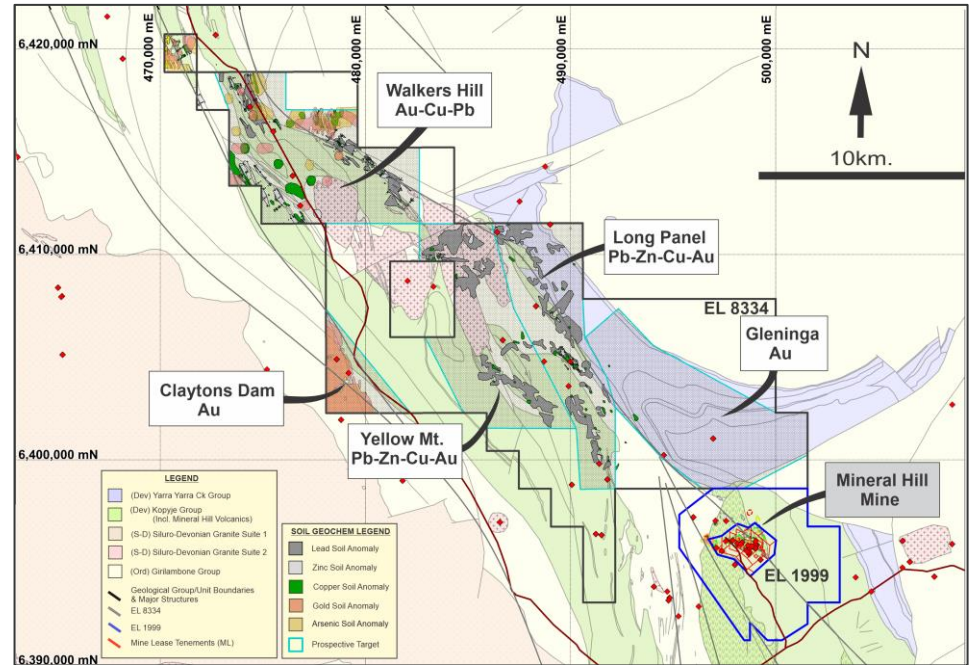 470,000 mE
480,000 mE
490,000 mE
500,000 mE
6,420,000 mN
N
10km.
Walkers Hill
Au-Cu-Pb
6,410,000 mN
Long Panel
Pb-Zn-Cu-Au
EL 8334
Gleninga
Au
Claytons Dam
Au
Yellow Mt.
Pb-Zn-Cu-Au
6,400,000 mN
Mineral Hill
Mine
EL 1999
6,390,000 mN
LEGEND
(Dev) Yarra Yarra Ck Group
(Dev) Kopyje Group
(Incl. Mineral Hill Volcanics)
(S-D) Siluro-Devonian Granite Suite 1
(S-D) Siluro-Devonian Granite Suite 2
(Ord) Girilambone Group
Geological Group/Unit Boundaries
& Major Structures
EL 8334
EL 1999
Mine Lease Tenements (ML)
SOIL GEOCHEM LEGEND
Lead Soil Anomaly
Zinc Soil Anomaly
Copper Soil Anomaly
Gold Soil Anomaly
Arsenic Soil Anomaly
Prospective Target